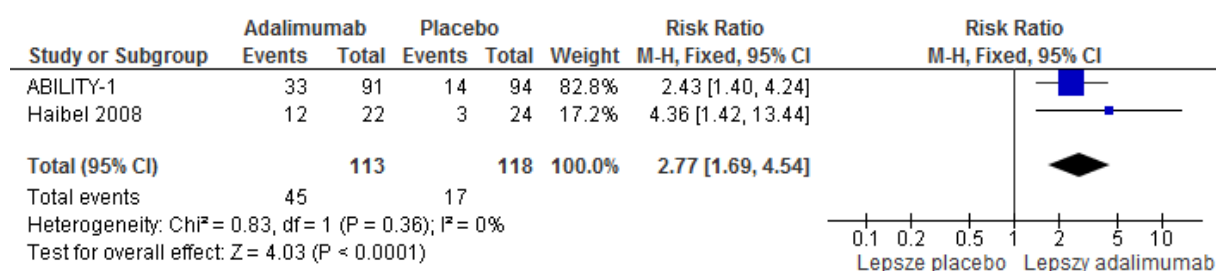 Adalimumab Placebo Risk Ratio Risk Ratio
Study or Subgroup Events Total Events Total Weight M-H, Fixed, 95% CI M-H, Fixed, 95% CI
ABILITY-1 33 91 14 94 82.8% 2.43 [1.40, 4.24]
Haibel 2008 12 22 3 24 17.2% 4.36 [1.42, 13.44]
Total (95% CI) 113 118 100.0% 2.77 [1.69, 4.54]
Total events 45 17
Heterogeneity: Chi² = 0.83, df = 1 (P = 0.36); I² = 0%
Test for overall effect: Z = 4.03 (P < 0.0001)
0.1 0.2 0.5 1 2 5 10
Lepsze placebo Lepszy adalimumab